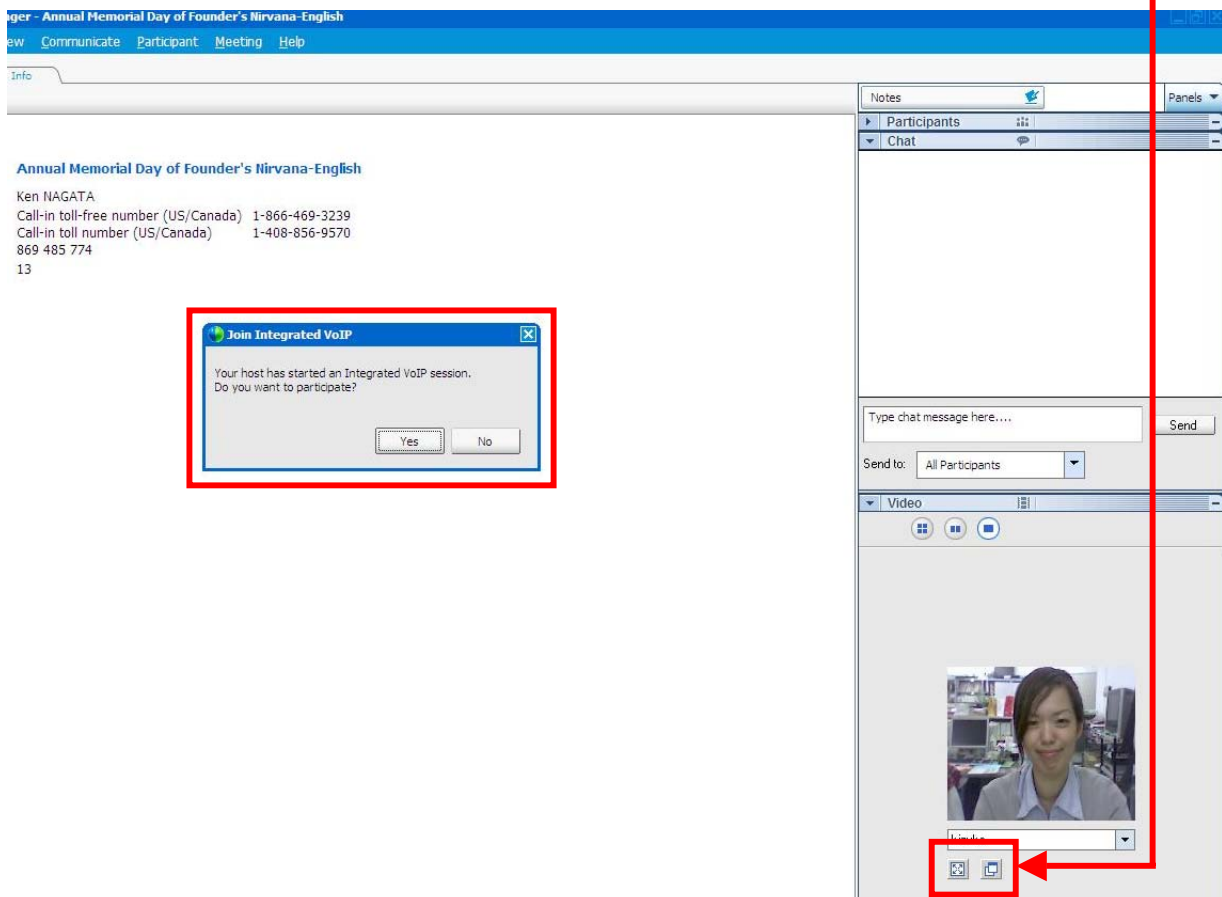 ger - Annual Memorial Day of Founder's Nirvana-English
ew Communicate Participant Meeting Help
Info
Notes
Panels
Participants
Chat
Annual Memorial Day of Founder's Nirvana-English
Ken NAGATA
Call-in toll-free number (US/Canada) 1-866-469-3239
Call-in toll number (US/Canada) 1-408-856-9570
869 485 774
13
Join Integrated VoIP
Your host has started an Integrated VoIP session.
Do you want to participate?
Yes No
Type chat message here....
Send
Send to: All Participants
Video